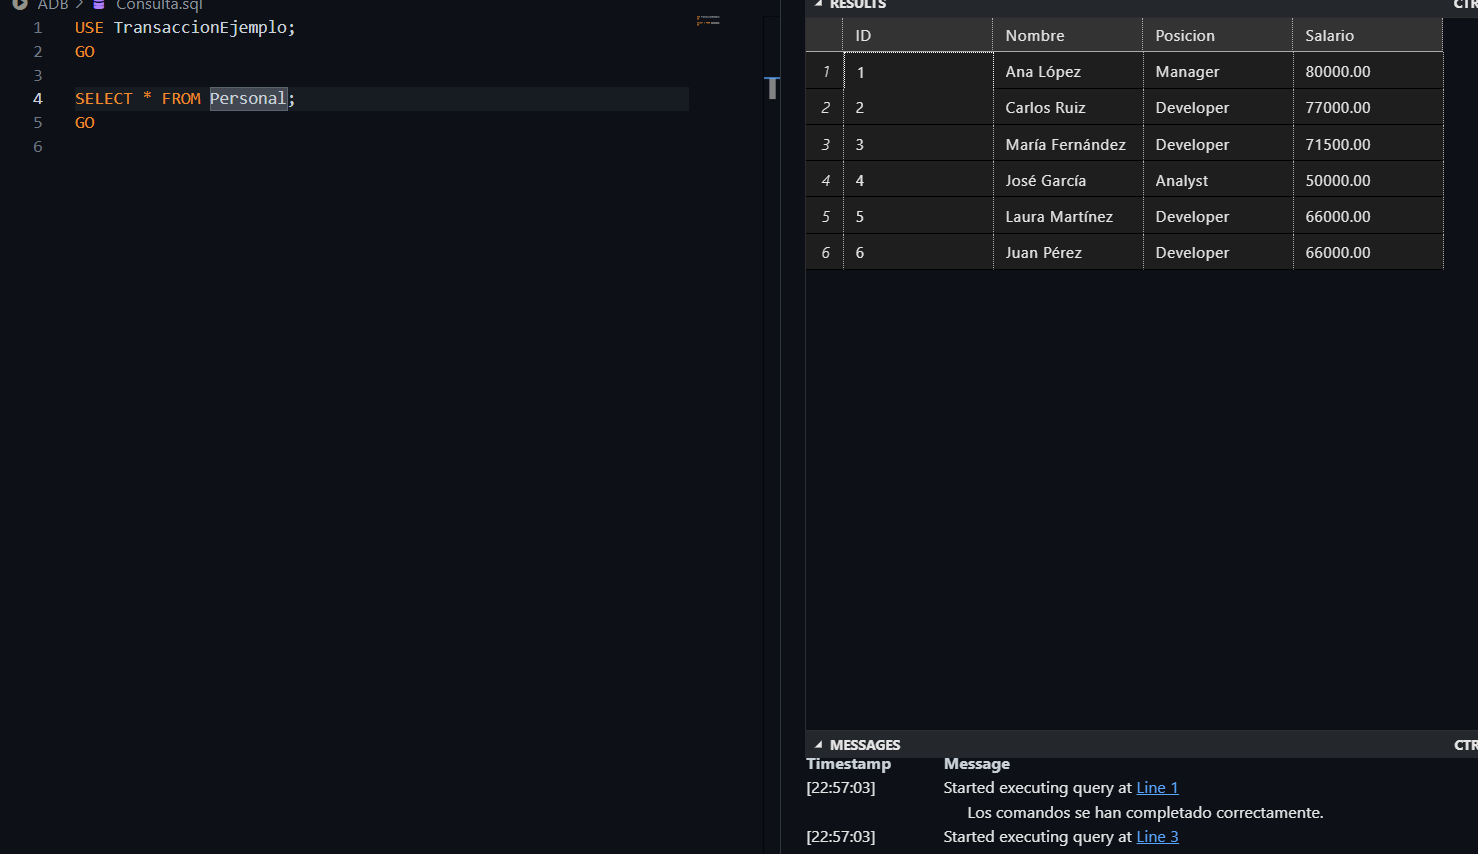 ADB > Consulta.sql
1 USE TransaccionEjemplo;
2 GO
3
4 SELECT * FROM Personal;
5 GO
6
RESULTS CTR
ID Nombre Posicion Salario
1 1 Ana López Manager 80000.00
2 2 Carlos Ruiz Developer 77000.00
3 3 María Fernández Developer 71500.00
4 4 José García Analyst 50000.00
5 5 Laura Martínez Developer 66000.00
6 6 Juan Pérez Developer 66000.00
MESSAGES CTR
Timestamp Message
[22:57:03] Started executing query at Line 1
Los comandos se han completado correctamente.
[22:57:03] Started executing query at Line 3